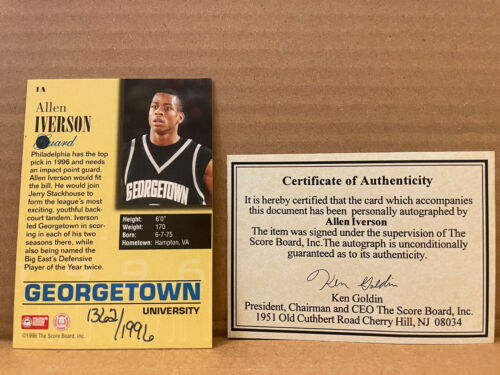 1A
Allen
IVERSON
Guard
Philadelphia has the top
pick in 1996 and needs
an impact point guard.
Allen Iverson would fit
the bill. He would join
Jerry Stackhouse to
form the league's most
exciting, youthful back-
court tandem. Iverson
led Georgetown in scor-
ing in each of his two
seasons there, while
also being named the
Big East's Defensive
Player of the Year twice.
GEORGETOWN
Height: 6'0"
Weight: 170
Born: 6-7-75
Hometown: Hampton, VA
GEORGETOWN
UNIVERSITY
1362/1996
©1996 The Score Board, Inc.
Certificate of Authenticity
It is hereby certified that the card which accompanies
this document has been personally autographed by
Allen Iverson
The item was signed under the supervision of The
Score Board, Inc.The autograph is unconditionally
guaranteed as to its authenticity.
Ken Goldin
Ken Goldin
President, Chairman and CEO The Score Board, Inc.
1951 Old Cuthbert Road Cherry Hill, NJ 08034